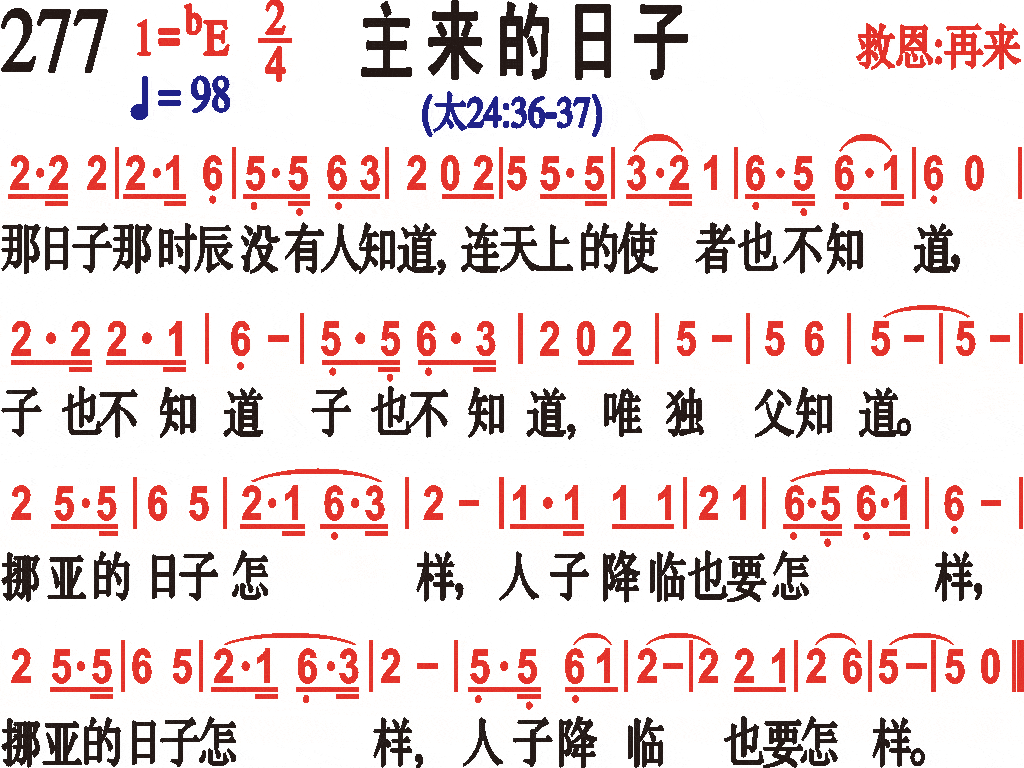 277 1=♭E 2/4 主来的日子 救恩:再来
♩=98 (太24:36-37)
2·2 2|2·1 6|5·5 6 3|2 0 2|5 5·5|3·2 1|6·5 6·1|6 0|
那日子那时辰没有人知道,连天上的使 者也不知 道,
2·2 2·1|6 -|5·5 6·3|2 0 2|5 -|5 6|5 -|5 -|
子也不知道 子也不知道,唯独 父知道。
2 5·5|6 5|2·1 6·3|2 -|1·1 1 1|2 1|6·5 6·1|6 -|
挪亚的日子怎 样,人子降临也要怎 样,
2 5·5|6 5|2·1 6·3|2 -|5·5 6 1|2 -|2 2 1|2 6|5 -|5 0‖
挪亚的日子怎 样,人子降 临 也要怎 样。